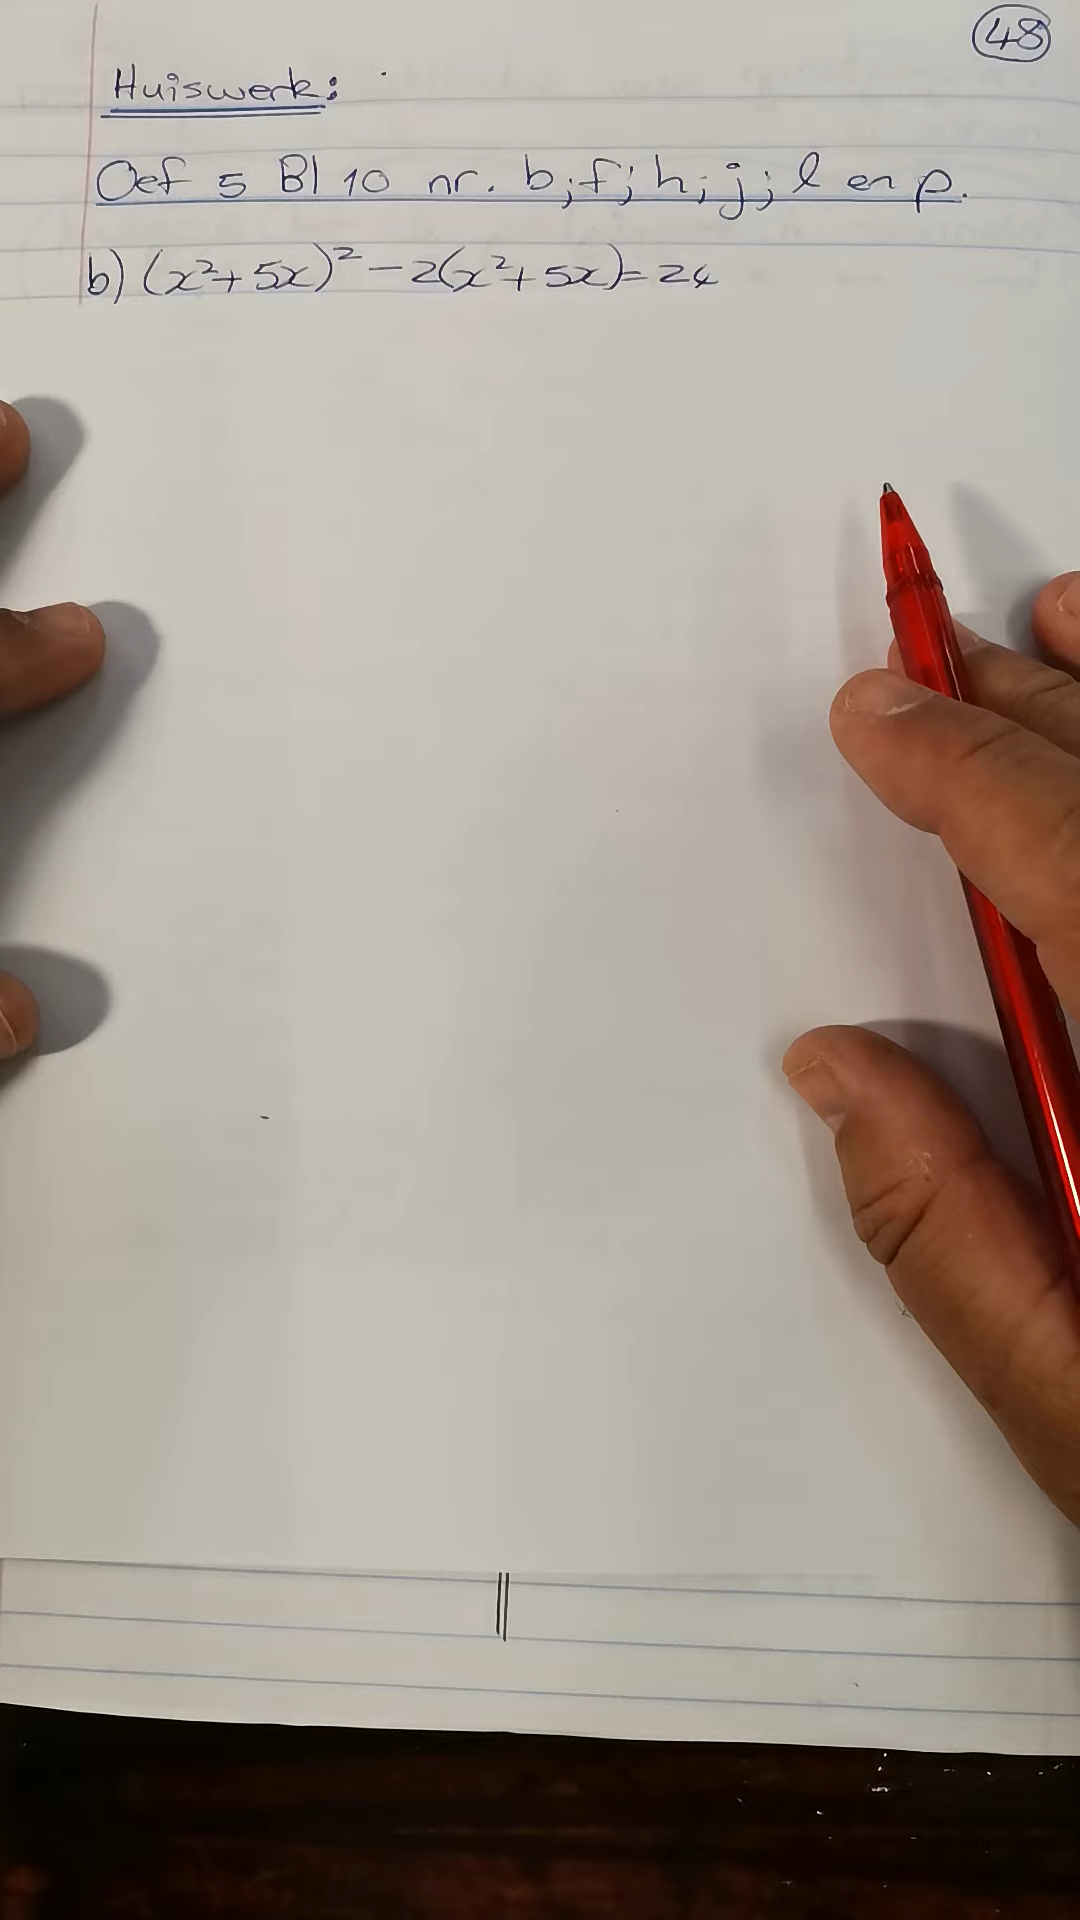 48
Huiswerk:
Oef 5 Bl 10 nr. b; f; h; j; l en p.
b) (x²+5x)² - 2(x²+5x) = 24